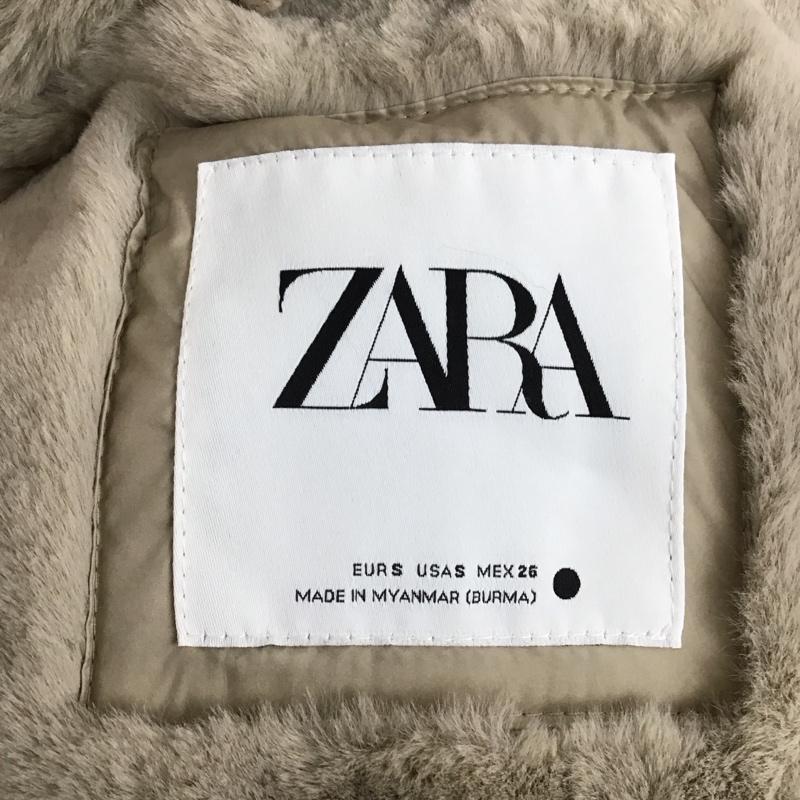 ZARA
EUR S USA S MEX 26
MADE IN MYANMAR (BURMA)